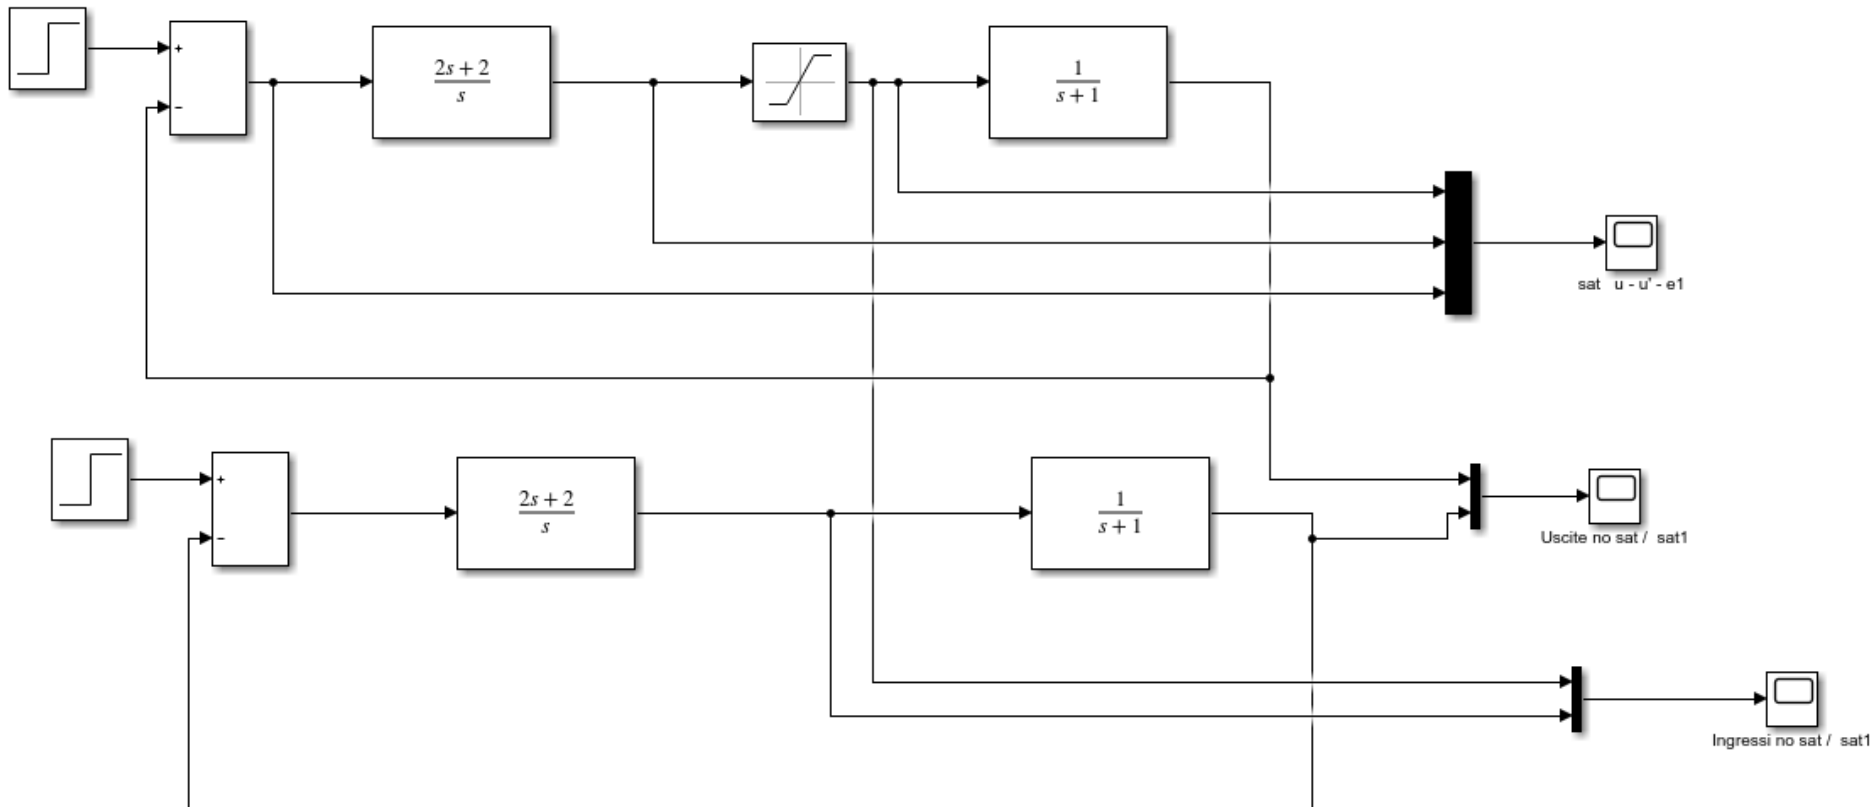 +
−
2s + 2
s
1
s + 1
sat u - u' - e1
+
−
2s + 2
s
1
s + 1
Uscite no sat / sat1
Ingressi no sat / sat1